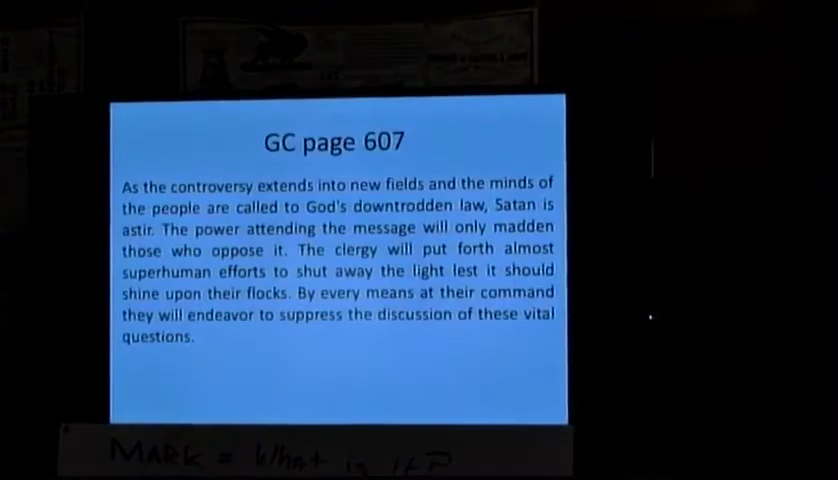 GC page 607
As the controversy extends into new fields and the minds of
the people are called to God's downtrodden law, Satan is
astir. The power attending the message will only madden
those who oppose it. The clergy will put forth almost
superhuman efforts to shut away the light lest it should
shine upon their flocks. By every means at their command
they will endeavor to suppress the discussion of these vital
questions.
MARK = What is it?